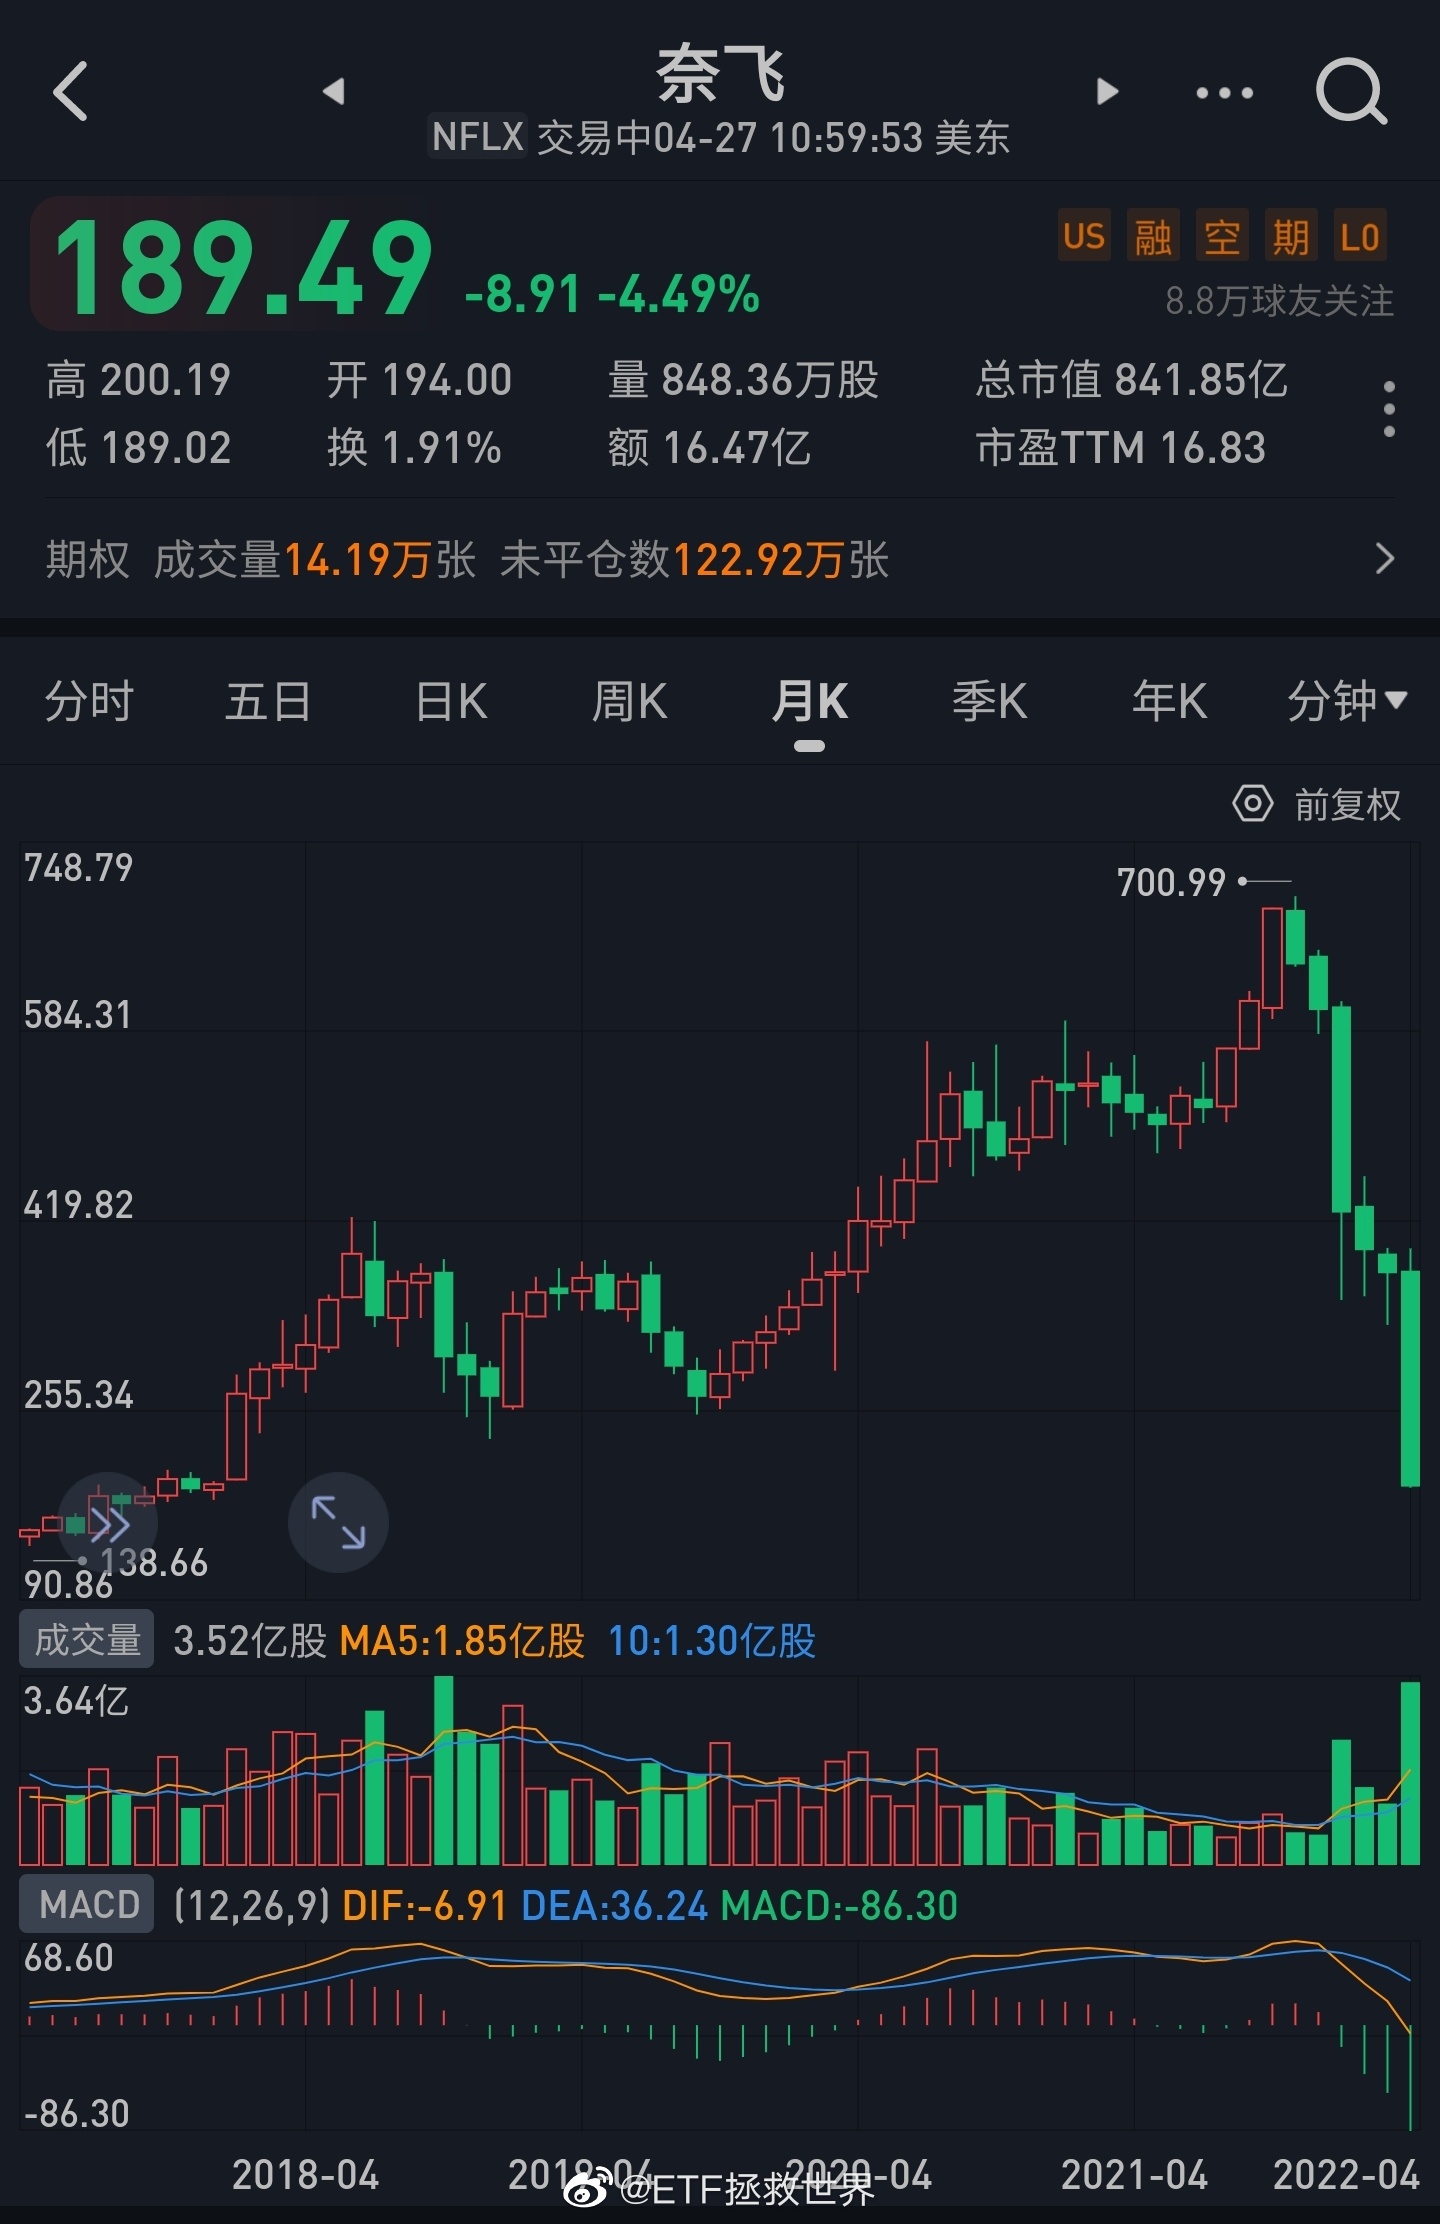 奈飞
NFLX 交易中04-27 10:59:53 美东
189.49 -8.91 -4.49%
US 融 空 期 L0
8.8万球友关注
高 200.19 开 194.00 量 848.36万股 总市值 841.85亿
低 189.02 换 1.91% 额 16.47亿 市盈TTM 16.83
期权 成交量14.19万张 未平仓数122.92万张
分时 五日 日K 周K 月K 季K 年K 分钟
前复权
748.79
700.99
584.31
419.82
255.34
138.66
90.86
成交量 3.52亿股 MA5:1.85亿股 10:1.30亿股
3.64亿
MACD (12,26,9) DIF:-6.91 DEA:36.24 MACD:-86.30
68.60
-86.30
2018-04 2019-04 2020-04 2021-04 2022-04
@ETF拯救世界